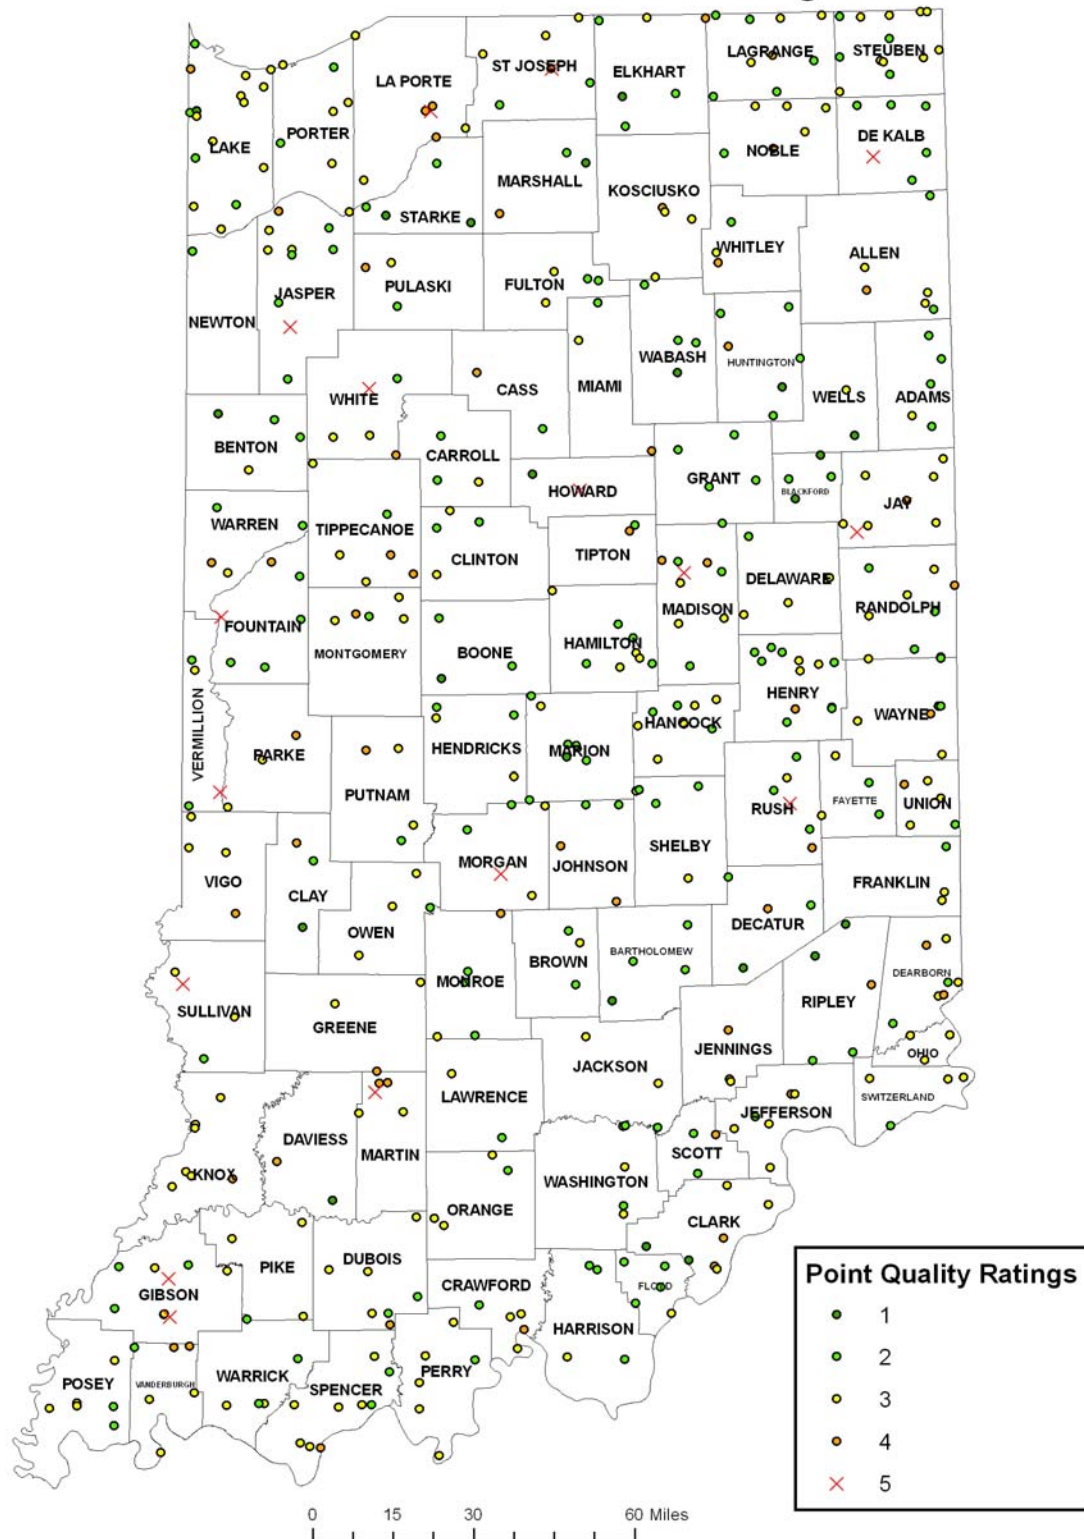 LAGRANGE
STEUBEN
ST JOSEPH
ELKHART
LA PORTE
LAKE
PORTER
NOBLE
DE KALB
MARSHALL
KOSCIUSKO
STARKE
WHITLEY
ALLEN
PULASKI
FULTON
JASPER
NEWTON
WABASH
HUNTINGTON
MIAMI
CASS
WHITE
WELLS
ADAMS
BENTON
CARROLL
GRANT
BLACKFORD
HOWARD
JAY
WARREN
TIPPECANOE
CLINTON
TIPTON
DELAWARE
RANDOLPH
MADISON
FOUNTAIN
MONTGOMERY
BOONE
HAMILTON
HENRY
WAYNE
VERMILLION
HANCOCK
PARKE
HENDRICKS
MARION
PUTNAM
RUSH
FAYETTE
UNION
SHELBY
MORGAN
JOHNSON
VIGO
CLAY
FRANKLIN
OWEN
DECATUR
BROWN
BARTHOLOMEW
DEARBORN
MONROE
SULLIVAN
RIPLEY
GREENE
JENNINGS
OHIO
JACKSON
LAWRENCE
SWITZERLAND
JEFFERSON
DAVIESS
MARTIN
SCOTT
KNOX
WASHINGTON
ORANGE
CLARK
PIKE
DUBOIS
CRAWFORD
FLOYD
GIBSON
HARRISON
POSEY
VANDERBURGH
WARRICK
SPENCER
PERRY
Point Quality Ratings
1
2
3
4
5
0 15 30 60 Miles